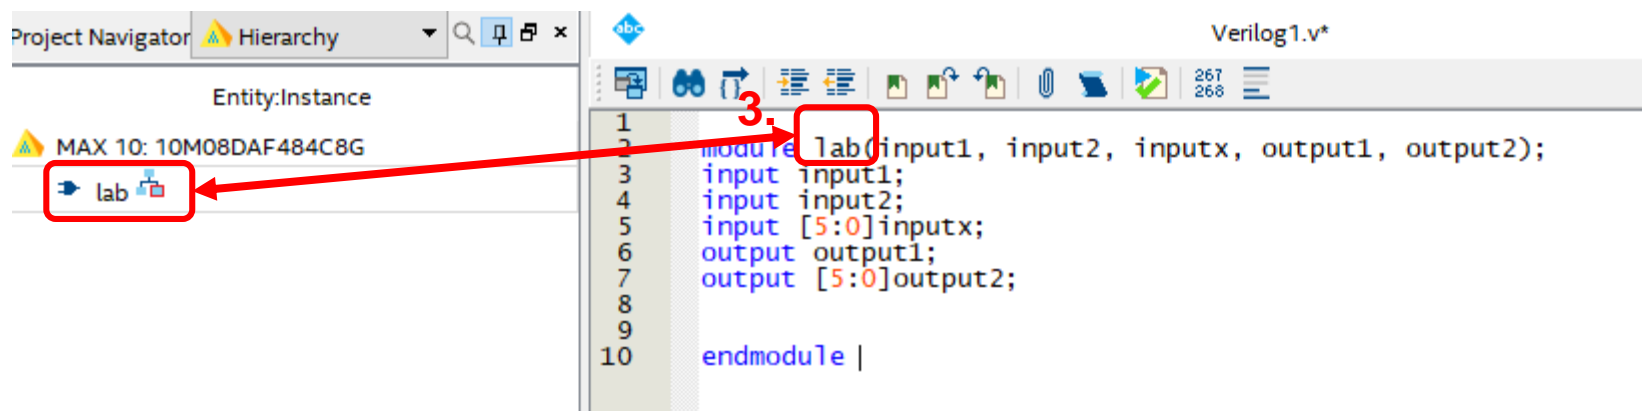 Project Navigator Hierarchy
Entity:Instance
MAX 10: 10M08DAF484C8G
lab
abc
Verilog1.v*
267
268
3.
1
2 module lab(input1, input2, inputx, output1, output2);
3 input input1;
4 input input2;
5 input [5:0]inputx;
6 output output1;
7 output [5:0]output2;
8
9
10 endmodule